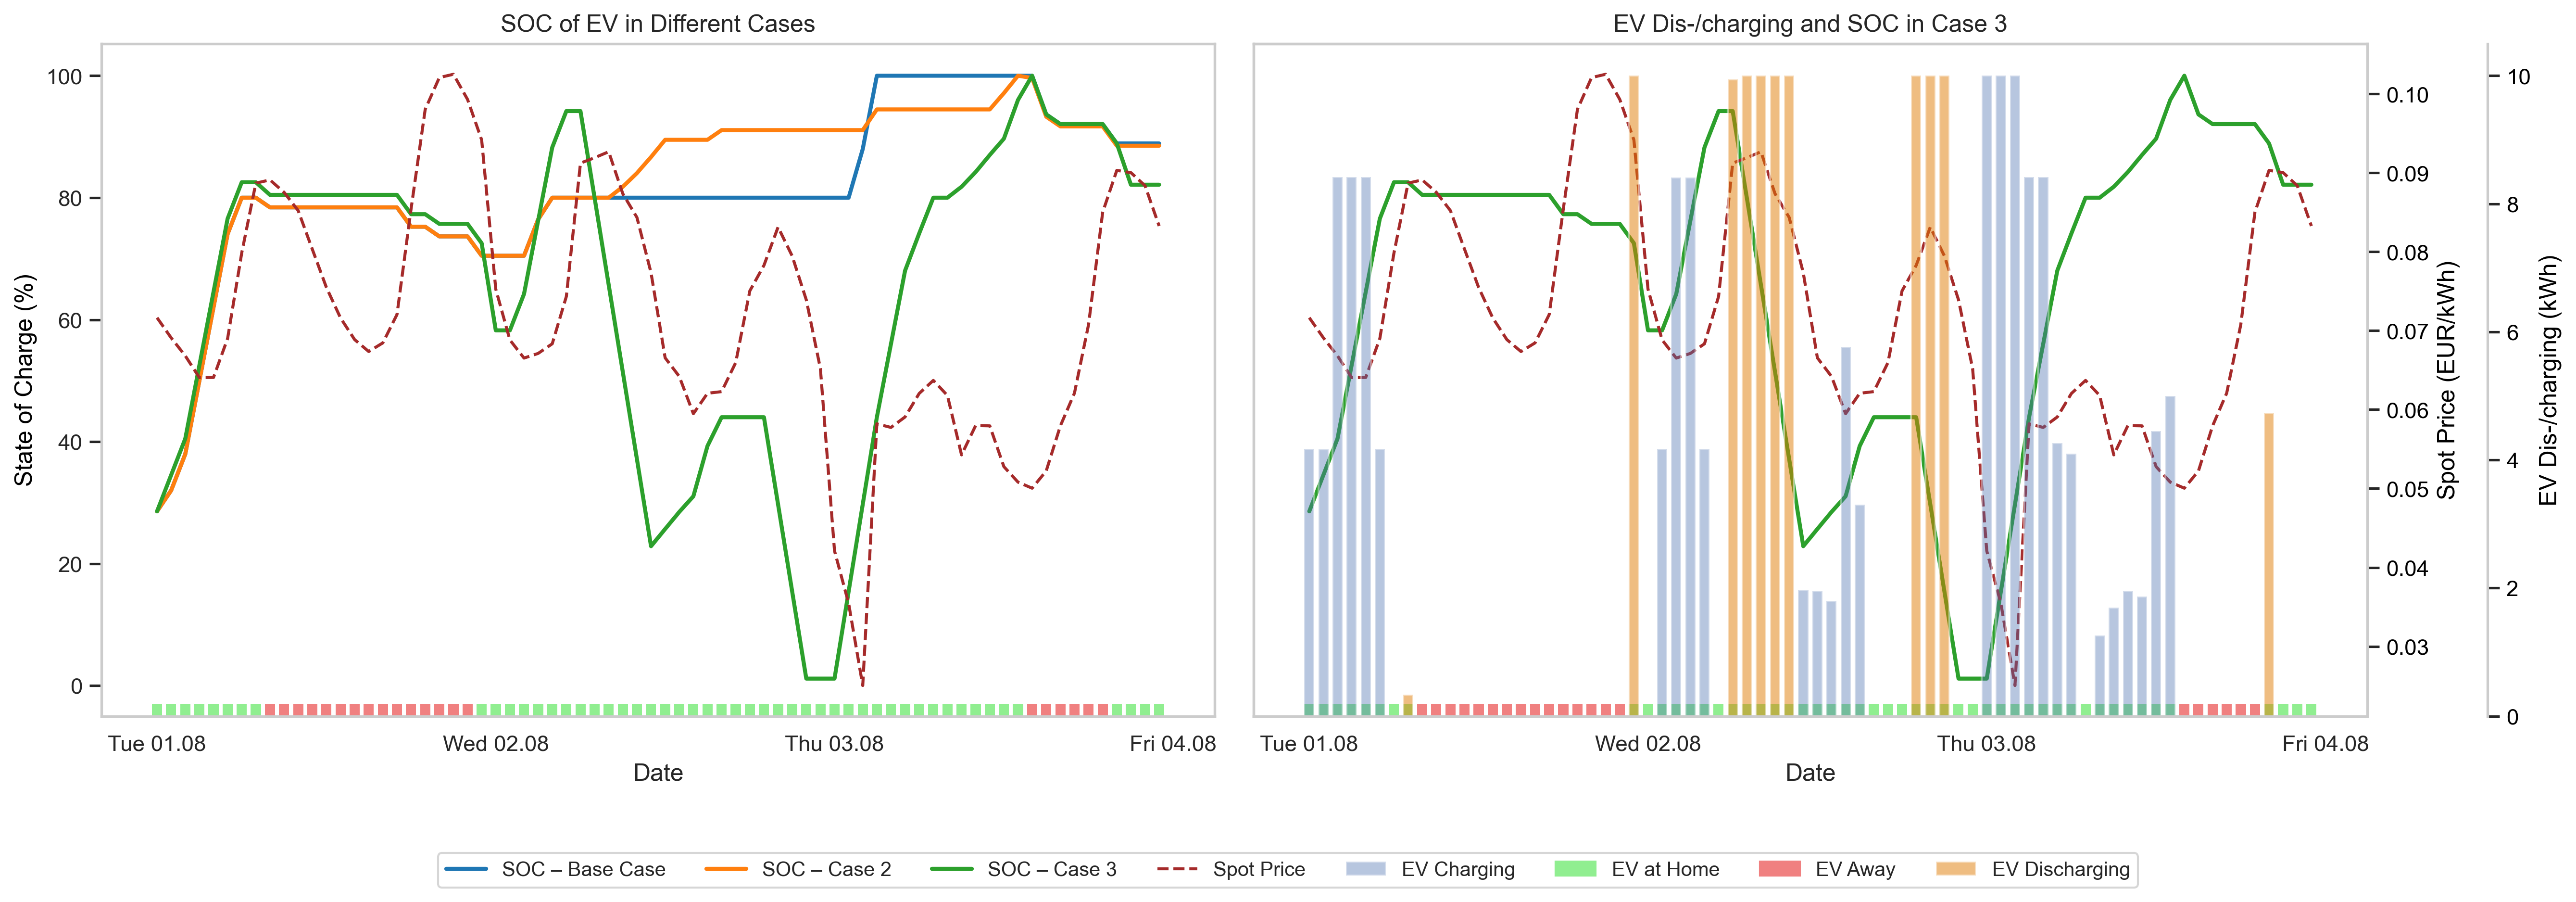 SOC of EV in Different Cases
EV Dis-/charging and SOC in Case 3
State of Charge (%)
100
80
60
40
20
0
Tue 01.08
Wed 02.08
Thu 03.08
Fri 04.08
Date
Tue 01.08
Wed 02.08
Thu 03.08
Fri 04.08
Date
0.10
0.09
0.08
0.07
0.06
0.05
0.04
0.03
Spot Price (EUR/kWh)
10
8
6
4
2
0
EV Dis-/charging (kWh)
SOC – Base Case
SOC – Case 2
SOC – Case 3
Spot Price
EV Charging
EV at Home
EV Away
EV Discharging